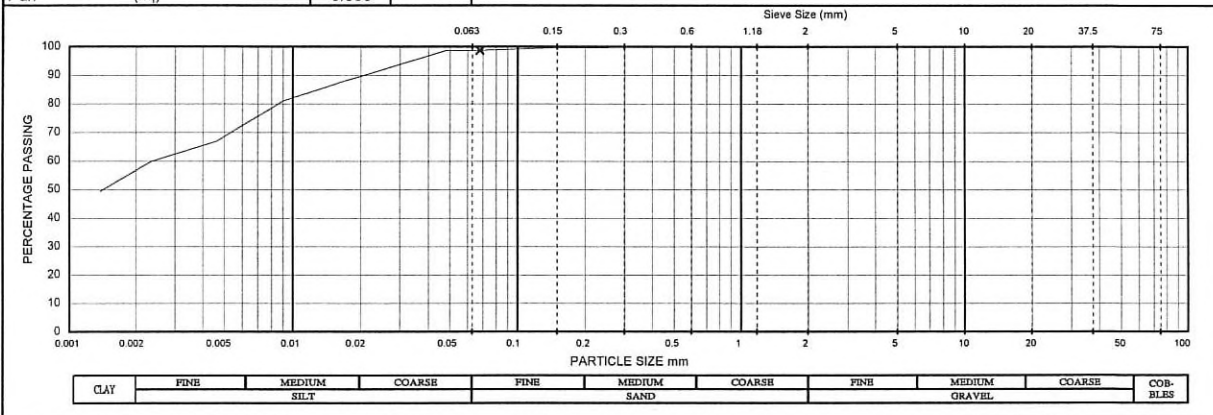 Sieve Size (mm)
0.063 0.15 0.3 0.6 1.18 2 5 10 20 37.5 75
PERCENTAGE PASSING
100
90
80
70
60
50
40
30
20
10
0
0.001 0.002 0.005 0.01 0.02 0.05 0.1 0.2 0.5 1 2 5 10 20 50 100
PARTICLE SIZE mm
CLAY FINE MEDIUM COARSE FINE MEDIUM COARSE FINE MEDIUM COARSE COB-
BLES
SILT SAND GRAVEL